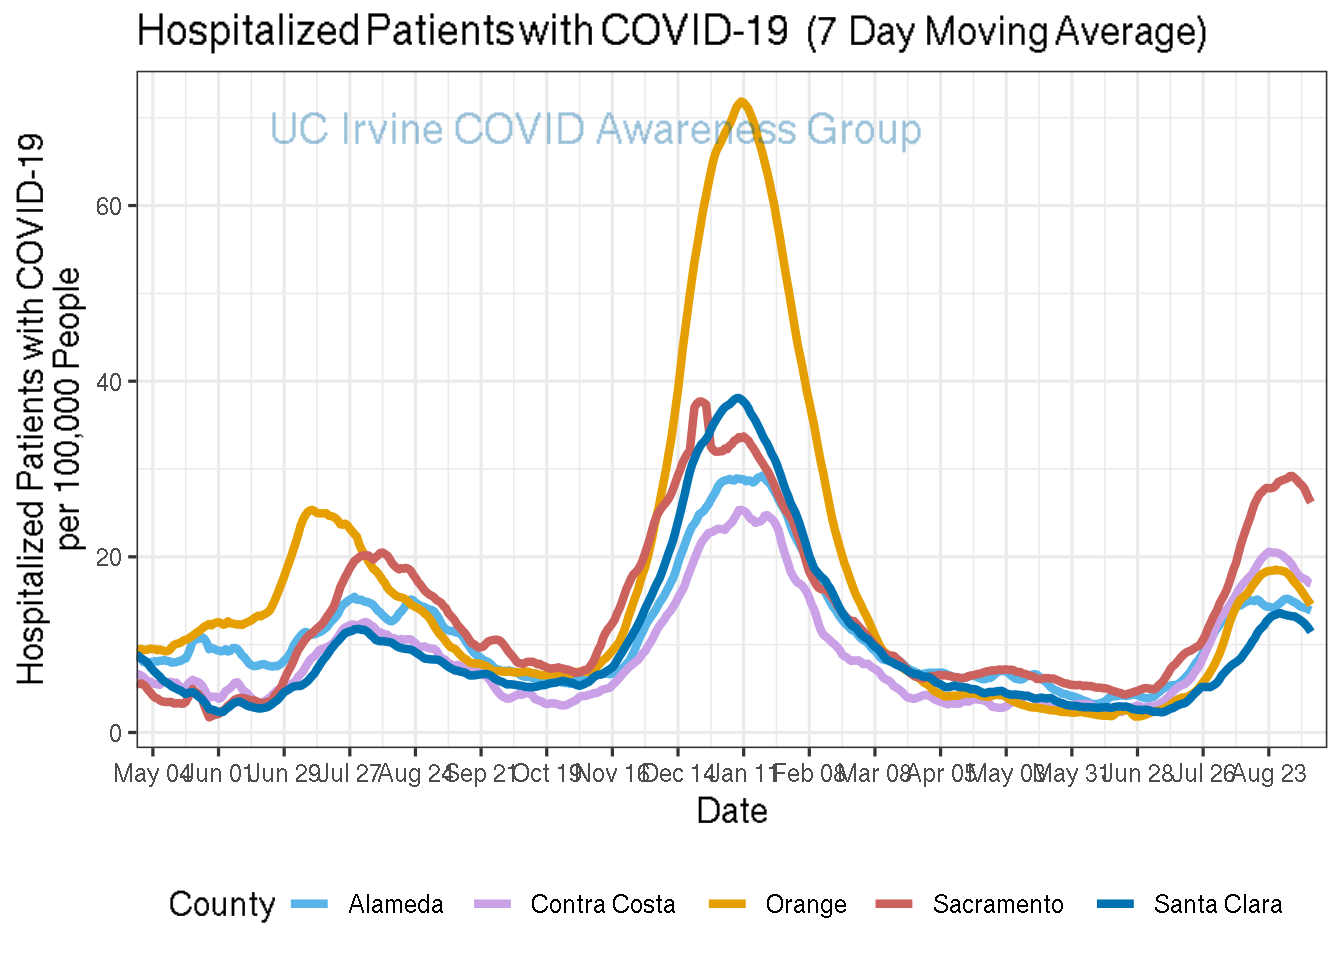 Hospitalized Patients with COVID-19 (7 Day Moving Average)
UC Irvine COVID Awareness Group
Hospitalized Patients with COVID-19
per 100,000 People
60
40
20
0
May 04 Jun 01 Jun 29 Jul 27 Aug 24 Sep 21 Oct 19 Nov 16 Dec 14 Jan 11 Feb 08 Mar 08 Apr 05 May 03 May 31 Jun 28 Jul 26 Aug 23
Date
County Alameda Contra Costa Orange Sacramento Santa Clara